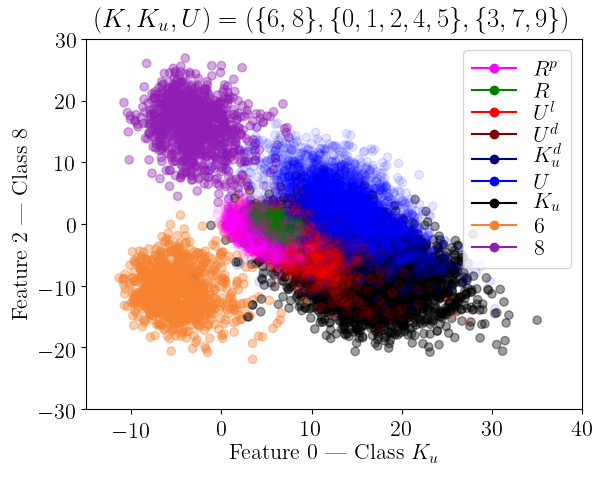 (K, K_u, U) = ({6, 8}, {0, 1, 2, 4, 5}, {3, 7, 9})
30
20
10
0
−10
−20
−30
Feature 2 — Class 8
R^p
R
U^l
U^d
K_u^d
U
K_u
6
8
−10
0
10
20
30
40
Feature 0 — Class K_u